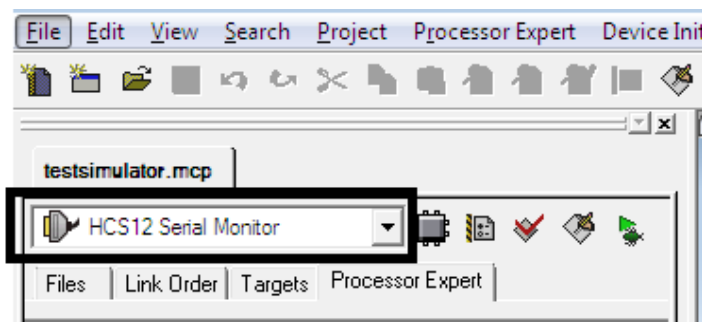 File Edit View Search Project Processor Expert Device Init
testsimulator.mcp
HCS12 Serial Monitor
Files Link Order Targets Processor Expert